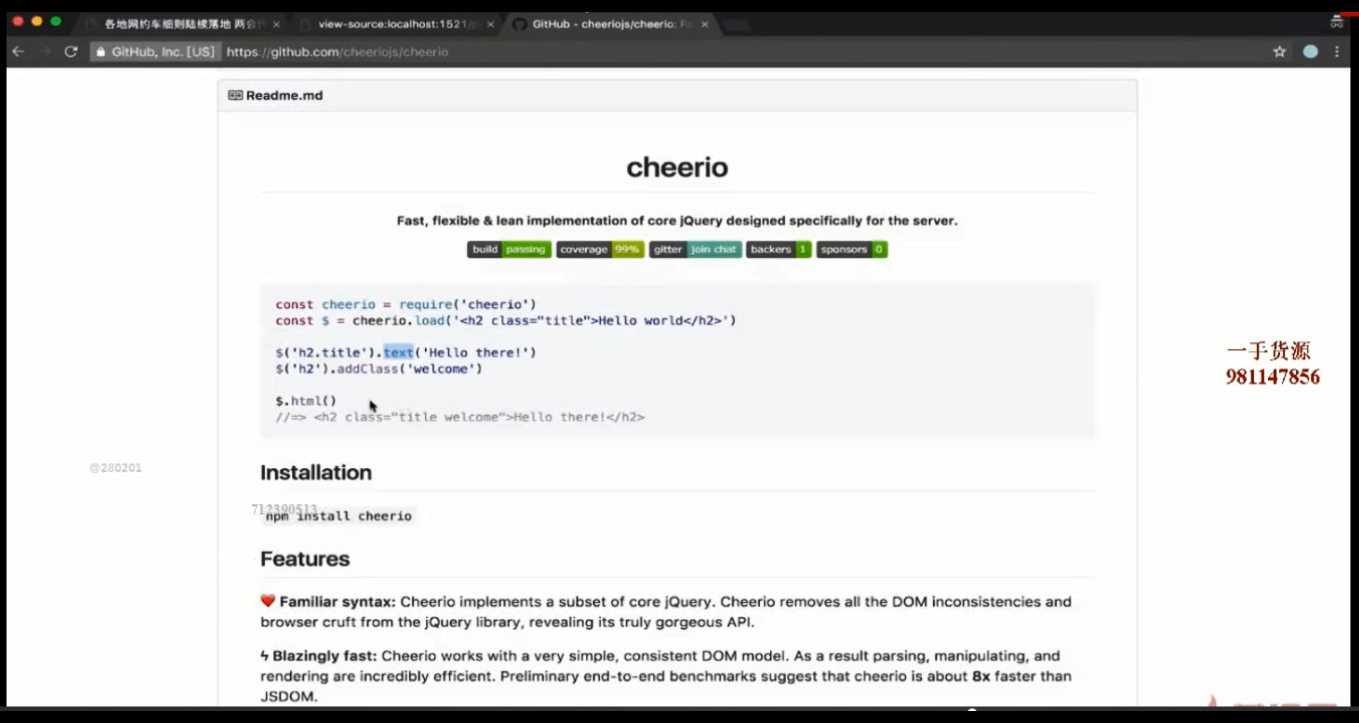 各地网约车细则陆续落地 两会
view-source:localhost:1521/
GitHub - cheeriojs/cheerio: Fa
GitHub, Inc. [US] https://github.com/cheeriojs/cheerio
Readme.md
cheerio
Fast, flexible & lean implementation of core jQuery designed specifically for the server.
build passing coverage 99% gitter join chat backers 1 sponsors 0
const cheerio = require('cheerio')
const $ = cheerio.load('<h2 class="title">Hello world</h2>')
$('h2.title').text('Hello there!')
$('h2').addClass('welcome')
$.html()
//=> <h2 class="title welcome">Hello there!</h2>
一手货源
981147856
@280201
Installation
712390513
npm install cheerio
Features
❤️ Familiar syntax: Cheerio implements a subset of core jQuery. Cheerio removes all the DOM inconsistencies and
browser cruft from the jQuery library, revealing its truly gorgeous API.
ϟ Blazingly fast: Cheerio works with a very simple, consistent DOM model. As a result parsing, manipulating, and
rendering are incredibly efficient. Preliminary end-to-end benchmarks suggest that cheerio is about 8x faster than
JSDOM.